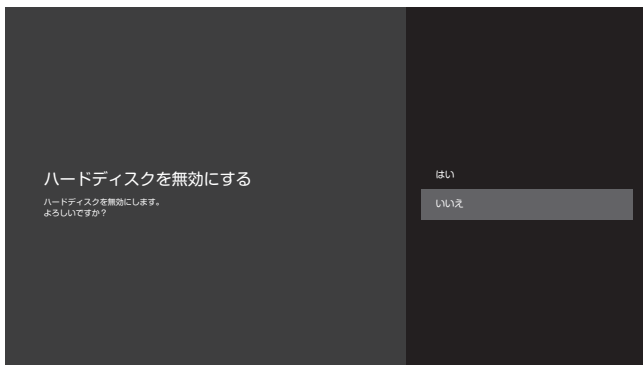 ハードディスクを無効にする
ハードディスクを無効にします。
よろしいですか？
はい
いいえ